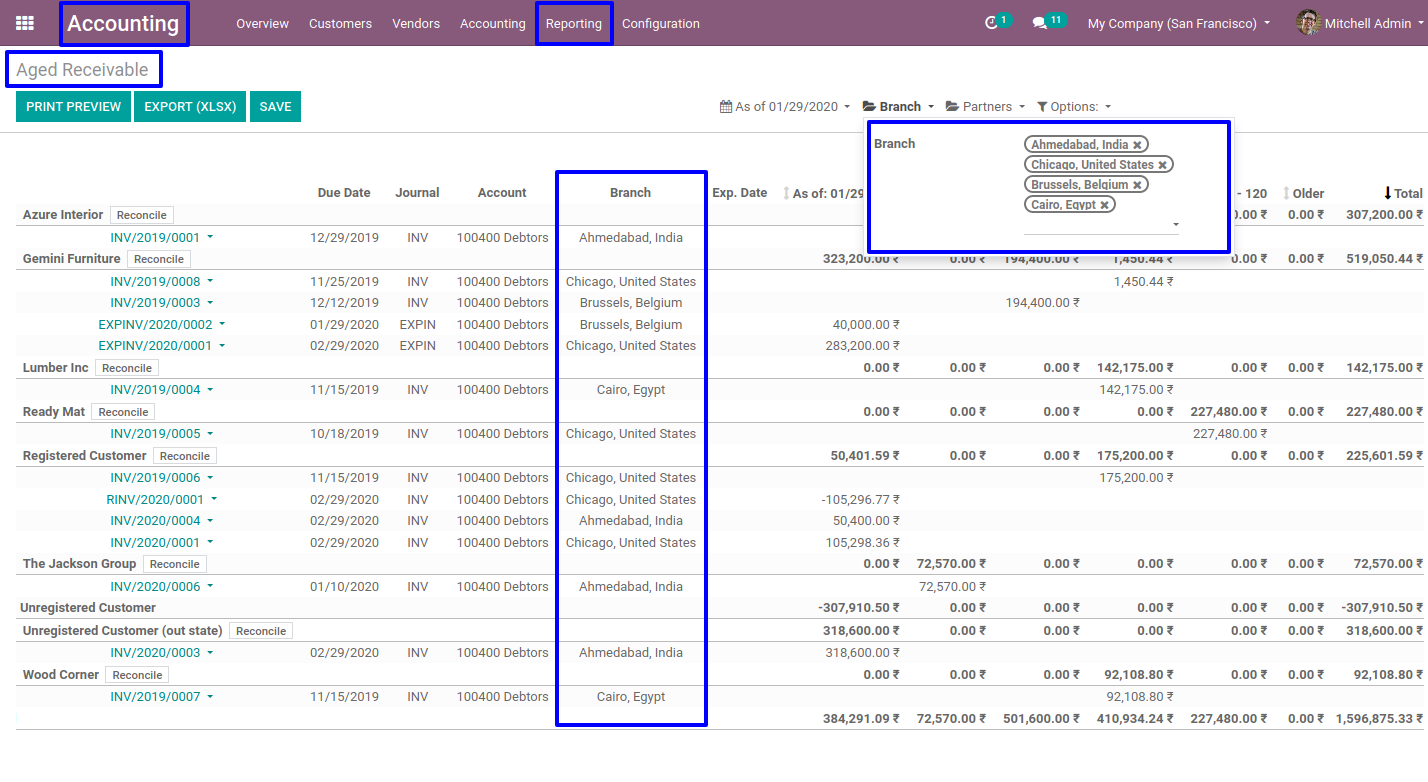 Accounting Overview Customers Vendors Accounting Reporting Configuration 1 11 My Company (San Francisco) Mitchell Admin
Aged Receivable
PRINT PREVIEW EXPORT (XLSX) SAVE As of 01/29/2020 Branch Partners Options:
Branch
Ahmedabad, India
Chicago, United States
Brussels, Belgium
Cairo, Egypt
Due Date Journal Account Branch Exp. Date As of: 01/29 - 120 Older Total
Azure Interior Reconcile 0.00 ₹ 0.00 ₹ 307,200.00 ₹
INV/2019/0001 12/29/2019 INV 100400 Debtors Ahmedabad, India
Gemini Furniture Reconcile 323,200.00 ₹ 0.00 ₹ 194,400.00 ₹ 1,450.44 ₹ 0.00 ₹ 0.00 ₹ 519,050.44 ₹
INV/2019/0008 11/25/2019 INV 100400 Debtors Chicago, United States 1,450.44 ₹
INV/2019/0003 12/12/2019 INV 100400 Debtors Brussels, Belgium 194,400.00 ₹
EXPINV/2020/0002 01/29/2020 EXPIN 100400 Debtors Brussels, Belgium 40,000.00 ₹
EXPINV/2020/0001 02/29/2020 EXPIN 100400 Debtors Chicago, United States 283,200.00 ₹
Lumber Inc Reconcile 0.00 ₹ 0.00 ₹ 0.00 ₹ 142,175.00 ₹ 0.00 ₹ 0.00 ₹ 142,175.00 ₹
INV/2019/0004 11/15/2019 INV 100400 Debtors Cairo, Egypt 142,175.00 ₹
Ready Mat Reconcile 0.00 ₹ 0.00 ₹ 0.00 ₹ 0.00 ₹ 227,480.00 ₹ 0.00 ₹ 227,480.00 ₹
INV/2019/0005 10/18/2019 INV 100400 Debtors Chicago, United States 227,480.00 ₹
Registered Customer Reconcile 50,401.59 ₹ 0.00 ₹ 0.00 ₹ 175,200.00 ₹ 0.00 ₹ 0.00 ₹ 225,601.59 ₹
INV/2019/0006 11/15/2019 INV 100400 Debtors Chicago, United States 175,200.00 ₹
RINV/2020/0001 02/29/2020 INV 100400 Debtors Chicago, United States -105,296.77 ₹
INV/2020/0004 02/29/2020 INV 100400 Debtors Ahmedabad, India 50,400.00 ₹
INV/2020/0001 02/29/2020 INV 100400 Debtors Chicago, United States 105,298.36 ₹
The Jackson Group Reconcile 0.00 ₹ 72,570.00 ₹ 0.00 ₹ 0.00 ₹ 0.00 ₹ 0.00 ₹ 72,570.00 ₹
INV/2020/0006 01/10/2020 INV 100400 Debtors Ahmedabad, India 72,570.00 ₹
Unregistered Customer -307,910.50 ₹ 0.00 ₹ 0.00 ₹ 0.00 ₹ 0.00 ₹ 0.00 ₹ -307,910.50 ₹
Unregistered Customer (out state) Reconcile 318,600.00 ₹ 0.00 ₹ 0.00 ₹ 0.00 ₹ 0.00 ₹ 0.00 ₹ 318,600.00 ₹
INV/2020/0003 02/29/2020 INV 100400 Debtors Ahmedabad, India 318,600.00 ₹
Wood Corner Reconcile 0.00 ₹ 0.00 ₹ 0.00 ₹ 92,108.80 ₹ 0.00 ₹ 0.00 ₹ 92,108.80 ₹
INV/2019/0007 11/15/2019 INV 100400 Debtors Cairo, Egypt 92,108.80 ₹
384,291.09 ₹ 72,570.00 ₹ 501,600.00 ₹ 410,934.24 ₹ 227,480.00 ₹ 0.00 ₹ 1,596,875.33 ₹